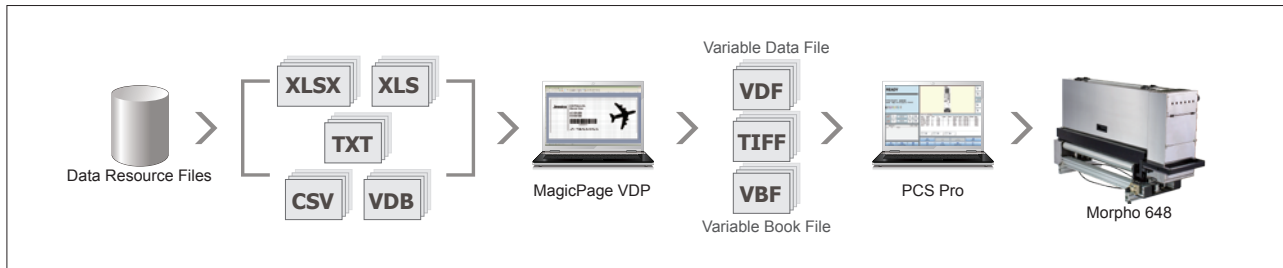 Data Resource Files
XLSX
XLS
TXT
CSV
VDB
MagicPage VDP
Variable Data File
VDF
TIFF
VBF
Variable Book File
READY
PCS Pro
Morpho 648